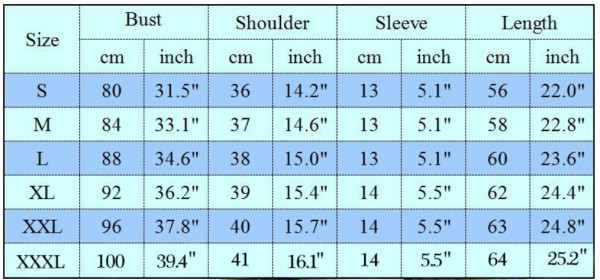 Size Bust Shoulder Sleeve Length
cm inch cm inch cm inch cm inch
S 80 31.5" 36 14.2" 13 5.1" 56 22.0"
M 84 33.1" 37 14.6" 13 5.1" 58 22.8"
L 88 34.6" 38 15.0" 13 5.1" 60 23.6"
XL 92 36.2" 39 15.4" 14 5.5" 62 24.4"
XXL 96 37.8" 40 15.7" 14 5.5" 63 24.8"
XXXL 100 39.4" 41 16.1" 14 5.5" 64 25.2"